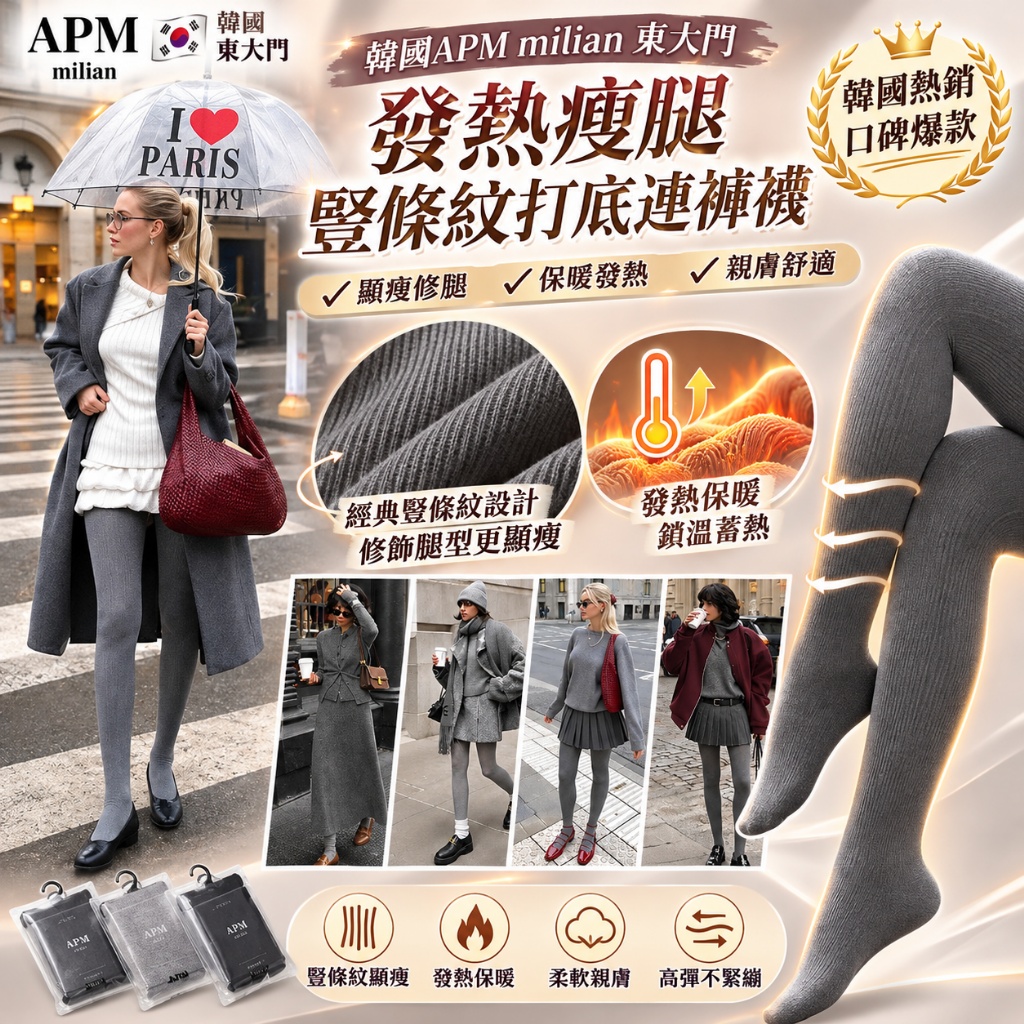 APM
milian
韓國
東大門
I ❤
PARIS
韓國APM milian 東大門
發熱瘦腿
豎條紋打底連褲襪
韓國熱銷
口碑爆款
✓ 顯瘦修腿 ✓ 保暖發熱 ✓ 親膚舒適
經典豎條紋設計
修飾腿型更顯瘦
發熱保暖
鎖溫蓄熱
APM
APM
APM
豎條紋顯瘦 發熱保暖 柔軟親膚 高彈不緊繃